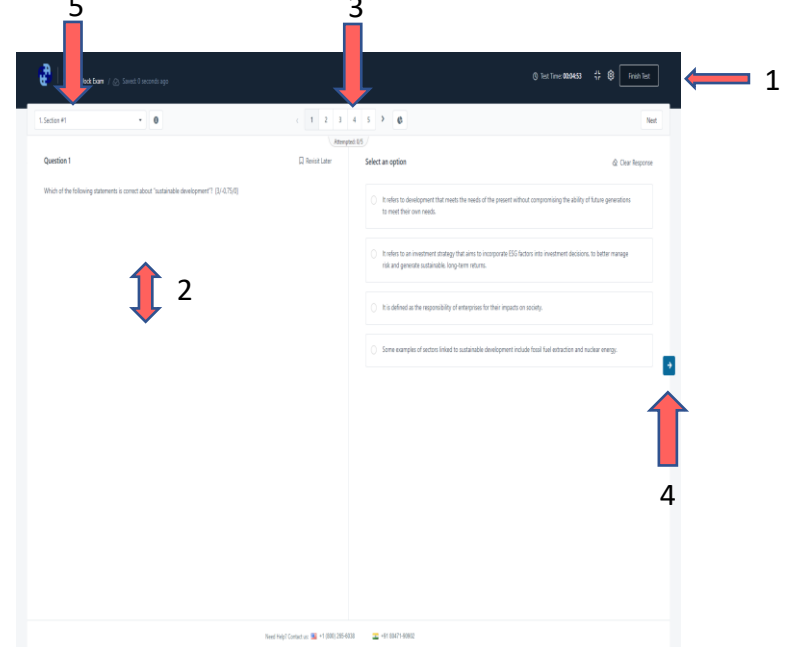 5
3
1
Mock Exam / Saved 0 seconds ago
Test Time: 00:04:53
Finish Test
1. Section #1
1 2 3 4 5
Next
Attempted: 0/5
Question 1
Revisit Later
Which of the following statements is correct about "sustainable development"? (3/-0.75/0)
2
Select an option
Clear Response
It refers to development that meets the needs of the present without compromising the ability of future generations
to meet their own needs.
It refers to an investment strategy that aims to incorporate ESG factors into investment decisions, to better manage
risk and generate sustainable, long-term returns.
It is defined as the responsibility of enterprises for their impacts on society.
Some examples of sectors linked to sustainable development include fossil fuel extraction and nuclear energy.
4
Need Help? Contact us: